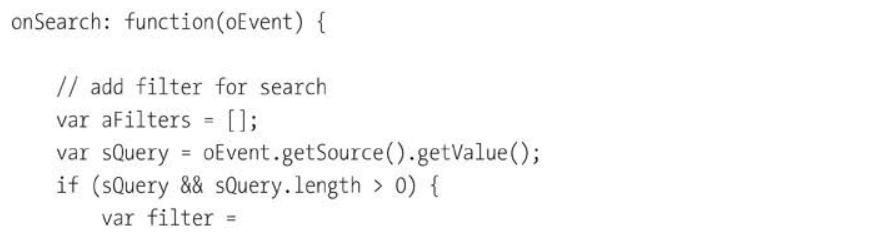 onSearch: function(oEvent) {
// add filter for search
var aFilters = [];
var sQuery = oEvent.getSource().getValue();
if (sQuery && sQuery.length > 0) {
var filter =